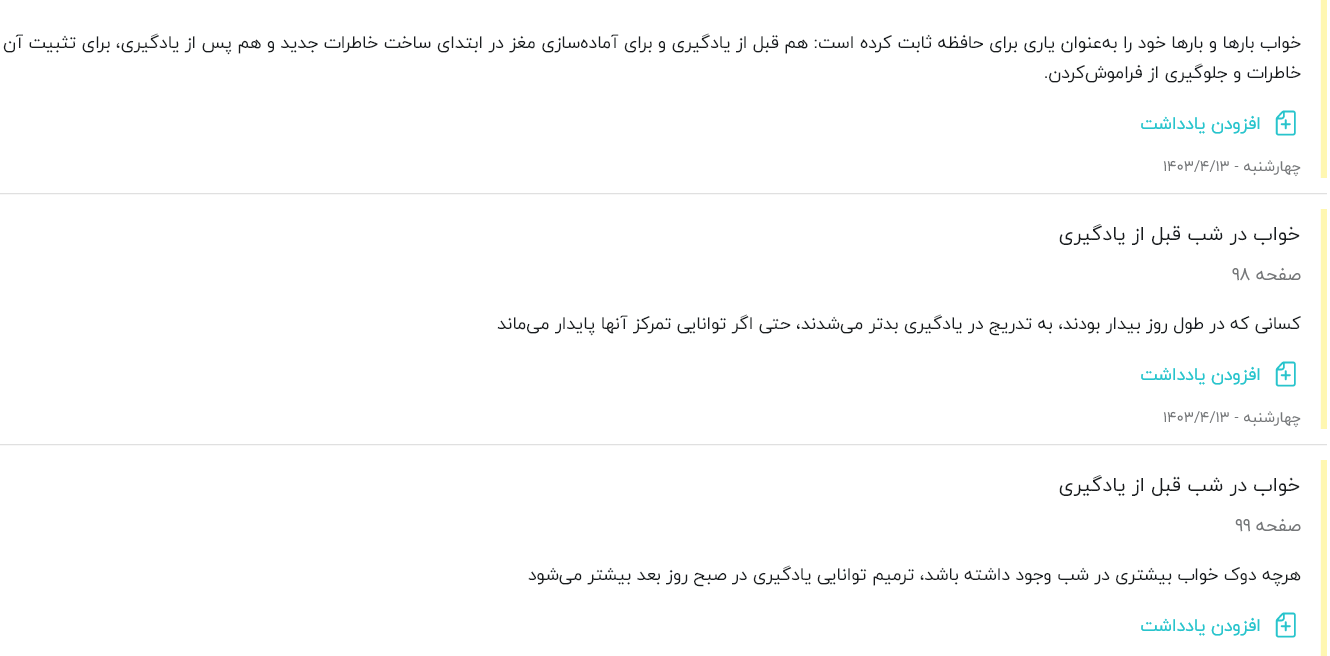 خواب بارها و بارها خود را به‌عنوان یاری برای حافظه ثابت کرده است: هم قبل از یادگیری و برای آماده‌سازی مغز در ابتدای ساخت خاطرات جدید و هم پس از یادگیری، برای تثبیت آن
خاطرات و جلوگیری از فراموش‌کردن.
افزودن یادداشت
چهارشنبه - ۱۴۰۳/۴/۱۳
خواب در شب قبل از یادگیری
صفحه ۹۸
کسانی که در طول روز بیدار بودند، به تدریج در یادگیری بدتر می‌شدند، حتی اگر توانایی تمرکز آنها پایدار می‌ماند
افزودن یادداشت
چهارشنبه - ۱۴۰۳/۴/۱۳
خواب در شب قبل از یادگیری
صفحه ۹۹
هرچه دوک خواب بیشتری در شب وجود داشته باشد، ترمیم توانایی یادگیری در صبح روز بعد بیشتر می‌شود
افزودن یادداشت